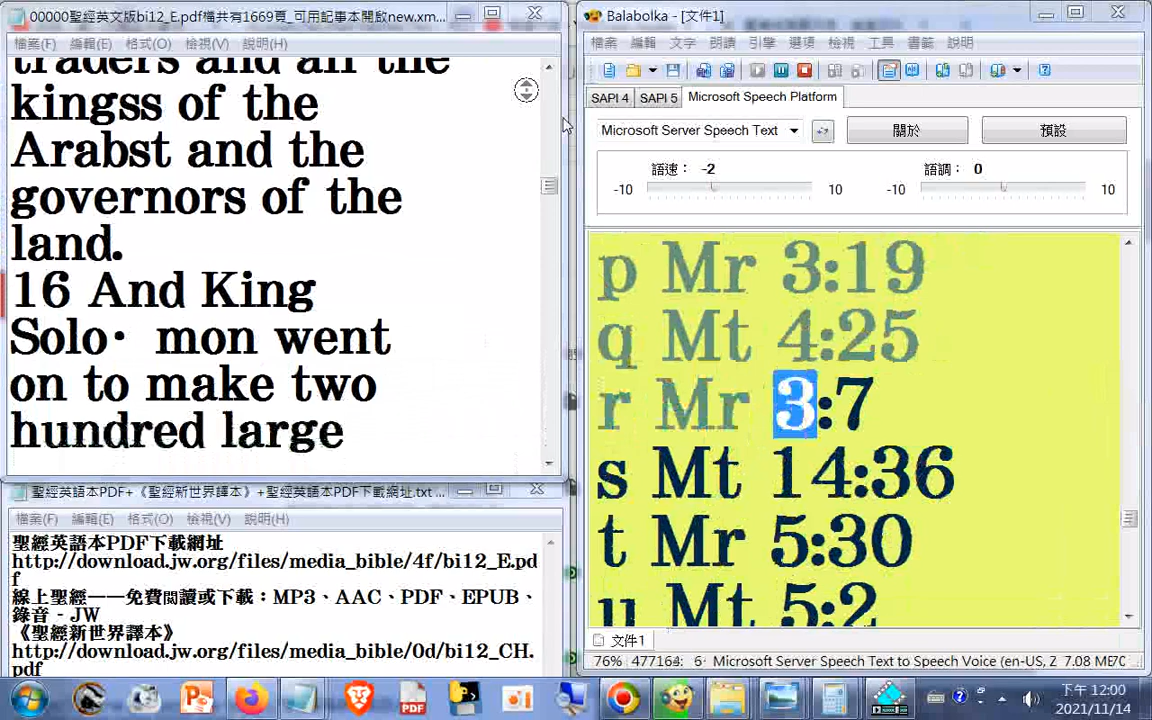 00000聖經英文版bi12_E.pdf檔共有1669頁_可用記事本開啟new.xm...
檔案(F) 編輯(E) 格式(O) 檢視(V) 說明(H)
traders and all the
kingss of the
Arabst and the
governors of the
land.
16 And King
Solo· mon went
on to make two
hundred large
聖經英語本PDF+《聖經新世界譯本》+聖經英語本PDF下載網址.txt ...
檔案(F) 編輯(E) 格式(O) 檢視(V) 說明(H)
聖經英語本PDF下載網址
http://download.jw.org/files/media_bible/4f/bi12_E.pd
f
線上聖經——免費閱讀或下載：MP3、AAC、PDF、EPUB、
錄音 - JW
《聖經新世界譯本》
http://download.jw.org/files/media_bible/0d/bi12_CH.
pdf
Balabolka - [文件1]
檔案 編輯 文字 朗讀 引擎 選項 檢視 工具 書籤 說明
SAPI 4 SAPI 5 Microsoft Speech Platform
Microsoft Server Speech Text
關於 預設
語速： -2 語調： 0
-10 10 -10 10
p Mr 3:19
q Mt 4:25
r Mr 3:7
s Mt 14:36
t Mr 5:30
u Mt 5:2
文件1
76% 477164: 6 Microsoft Server Speech Text to Speech Voice (en-US, Z 7.08 ME
下午 12:00
2021/11/14